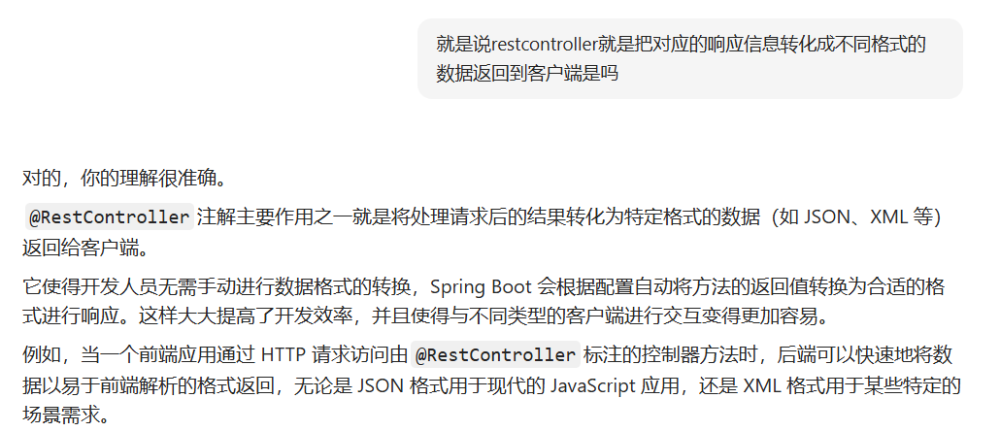 就是说restcontroller就是把对应的响应信息转化成不同格式的
数据返回到客户端是吗
对的，你的理解很准确。
@RestController 注解主要作用之一就是将处理请求后的结果转化为特定格式的数据（如 JSON、XML 等）
返回给客户端。
它使得开发人员无需手动进行数据格式的转换，Spring Boot 会根据配置自动将方法的返回值转换为合适的格
式进行响应。这样大大提高了开发效率，并且使得与不同类型的客户端进行交互变得更加容易。
例如，当一个前端应用通过 HTTP 请求访问由 @RestController 标注的控制器方法时，后端可以快速地将数
据以易于前端解析的格式返回，无论是 JSON 格式用于现代的 JavaScript 应用，还是 XML 格式用于某些特定的
场景需求。